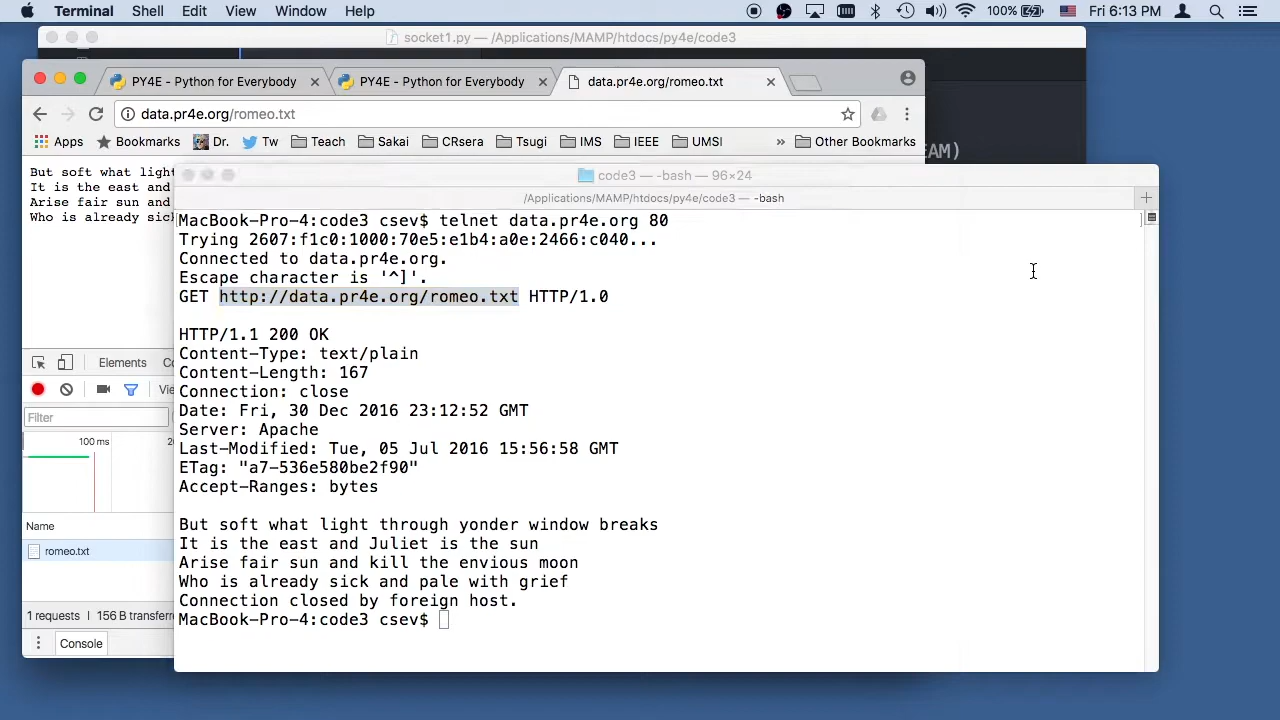 Terminal Shell Edit View Window Help 100% Fri 6:13 PM
socket1.py — /Applications/MAMP/htdocs/py4e/code3
PY4E - Python for Everybody PY4E - Python for Everybody data.pr4e.org/romeo.txt
data.pr4e.org/romeo.txt
Apps Bookmarks Dr. Tw Teach Sakai CRsera Tsugi IMS IEEE UMSI » Other Bookmarks
AM)
But soft what light
It is the east and
Arise fair sun and
Who is already sick
code3 — -bash — 96×24
/Applications/MAMP/htdocs/py4e/code3 — -bash
MacBook-Pro-4:code3 csev$ telnet data.pr4e.org 80
Trying 2607:f1c0:1000:70e5:e1b4:a0e:2466:c040...
Connected to data.pr4e.org.
Escape character is '^]'.
GET http://data.pr4e.org/romeo.txt HTTP/1.0
HTTP/1.1 200 OK
Content-Type: text/plain
Content-Length: 167
Connection: close
Date: Fri, 30 Dec 2016 23:12:52 GMT
Server: Apache
Last-Modified: Tue, 05 Jul 2016 15:56:58 GMT
ETag: "a7-536e580be2f90"
Accept-Ranges: bytes
But soft what light through yonder window breaks
It is the east and Juliet is the sun
Arise fair sun and kill the envious moon
Who is already sick and pale with grief
Connection closed by foreign host.
MacBook-Pro-4:code3 csev$
Elements Co
Vie
Filter
100 ms 2
Name
romeo.txt
1 requests | 156 B transferre
Console